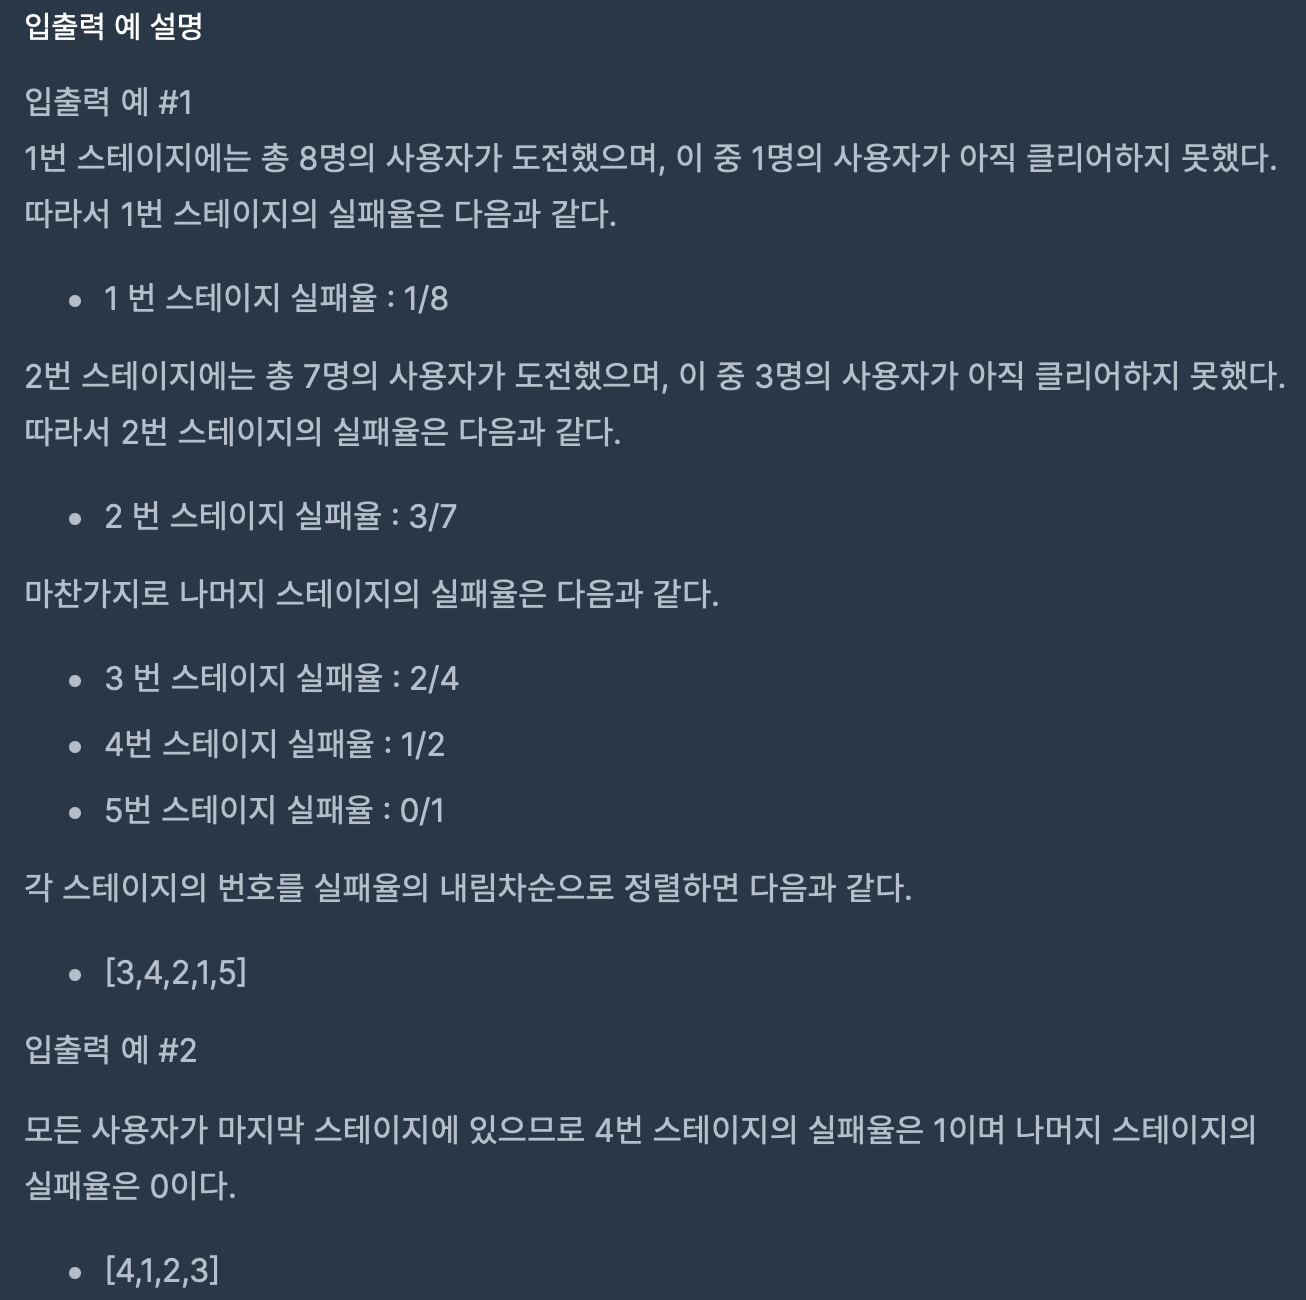 입출력 예 설명
입출력 예 #1
1번 스테이지에는 총 8명의 사용자가 도전했으며, 이 중 1명의 사용자가 아직 클리어하지 못했다.
따라서 1번 스테이지의 실패율은 다음과 같다.
• 1 번 스테이지 실패율 : 1/8
2번 스테이지에는 총 7명의 사용자가 도전했으며, 이 중 3명의 사용자가 아직 클리어하지 못했다.
따라서 2번 스테이지의 실패율은 다음과 같다.
• 2 번 스테이지 실패율 : 3/7
마찬가지로 나머지 스테이지의 실패율은 다음과 같다.
• 3 번 스테이지 실패율 : 2/4
• 4번 스테이지 실패율 : 1/2
• 5번 스테이지 실패율 : 0/1
각 스테이지의 번호를 실패율의 내림차순으로 정렬하면 다음과 같다.
• [3,4,2,1,5]
입출력 예 #2
모든 사용자가 마지막 스테이지에 있으므로 4번 스테이지의 실패율은 1이며 나머지 스테이지의
실패율은 0이다.
• [4,1,2,3]